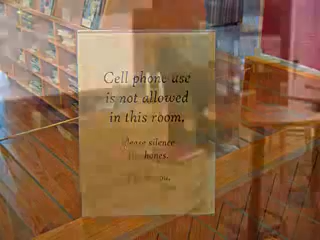 Cell phone use
is not allowed
in this room.
Please silence
phones.